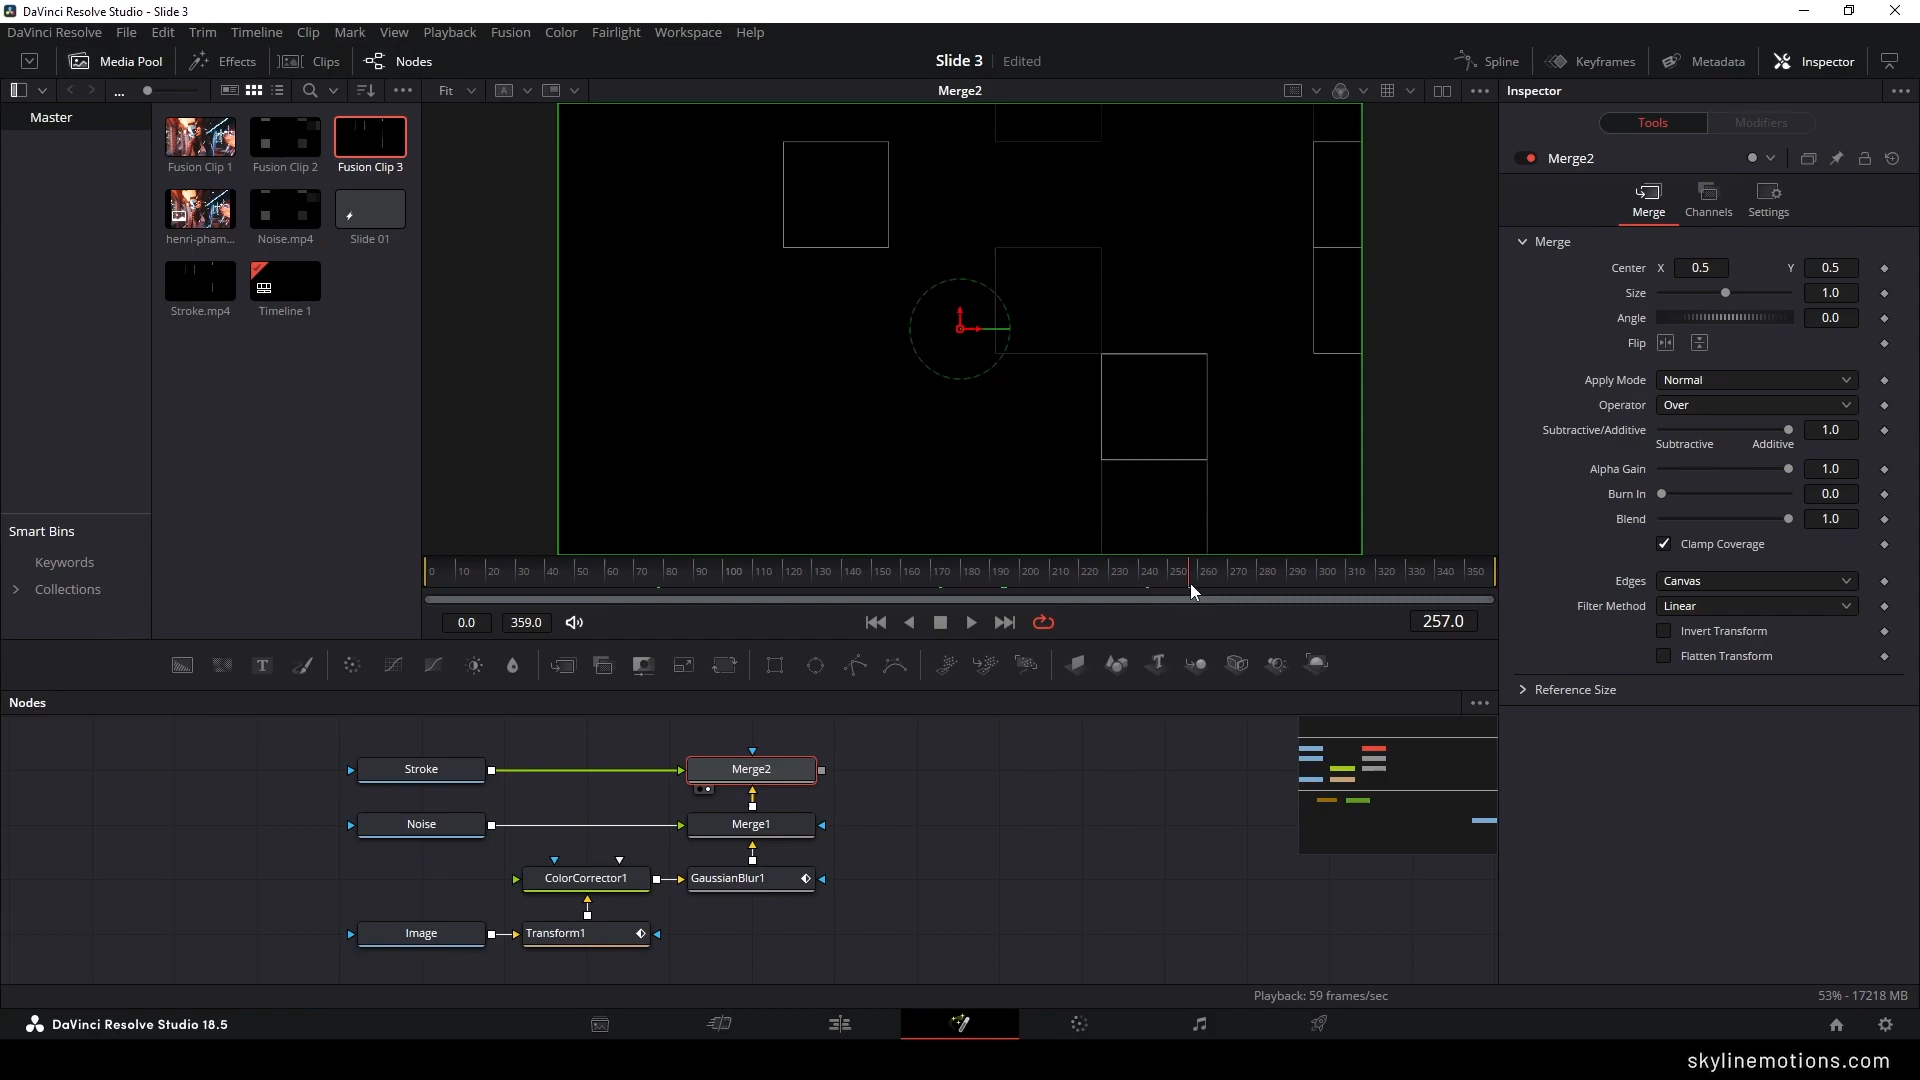 DaVinci Resolve Studio - Slide 3
DaVinci Resolve File Edit Trim Timeline Clip Mark View Playback Fusion Color Fairlight Workspace Help
Media Pool Effects Clips Nodes Slide 3 Edited Spline Keyframes Metadata Inspector
... Fit A Merge2 Inspector
Master
Fusion Clip 1 Fusion Clip 2 Fusion Clip 3
henri-pham... Noise.mp4 Slide 01
Stroke.mp4 Timeline 1
Smart Bins
Keywords
Collections
0 10 20 30 40 50 60 70 80 90 100 110 120 130 140 150 160 170 180 190 200 210 220 230 240 250 260 270 280 290 300 310 320 330 340 350
0.0 359.0 257.0
Tools Modifiers
Merge2
Merge Channels Settings
Merge
Center X 0.5 Y 0.5
Size 1.0
Angle 0.0
Flip
Apply Mode Normal
Operator Over
Subtractive/Additive 1.0
Subtractive Additive
Alpha Gain 1.0
Burn In 0.0
Blend 1.0
Clamp Coverage
Edges Canvas
Filter Method Linear
Invert Transform
Flatten Transform
Reference Size
T T
Nodes
Stroke Merge2
Noise Merge1
ColorCorrector1 GaussianBlur1
Image Transform1
Playback: 59 frames/sec 53% - 17218 MB
DaVinci Resolve Studio 18.5
skylinemotions.com